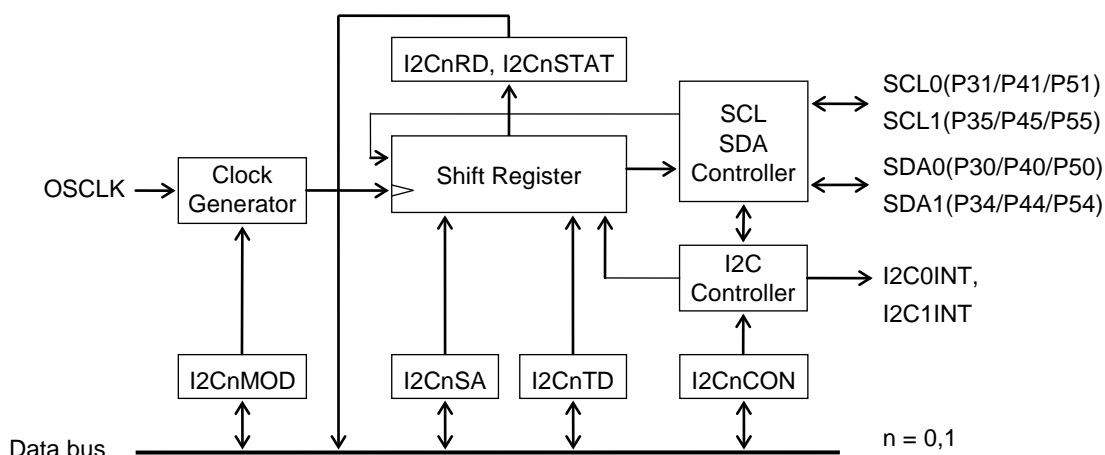 I2CnRD, I2CnSTAT
SCL
SDA
Controller
SCL0(P31/P41/P51)
SCL1(P35/P45/P55)
SDA0(P30/P40/P50)
SDA1(P34/P44/P54)
OSCLK
Clock
Generator
Shift Register
I2C
Controller
I2C0INT,
I2C1INT
I2CnMOD
I2CnSA
I2CnTD
I2CnCON
Data bus
n = 0,1